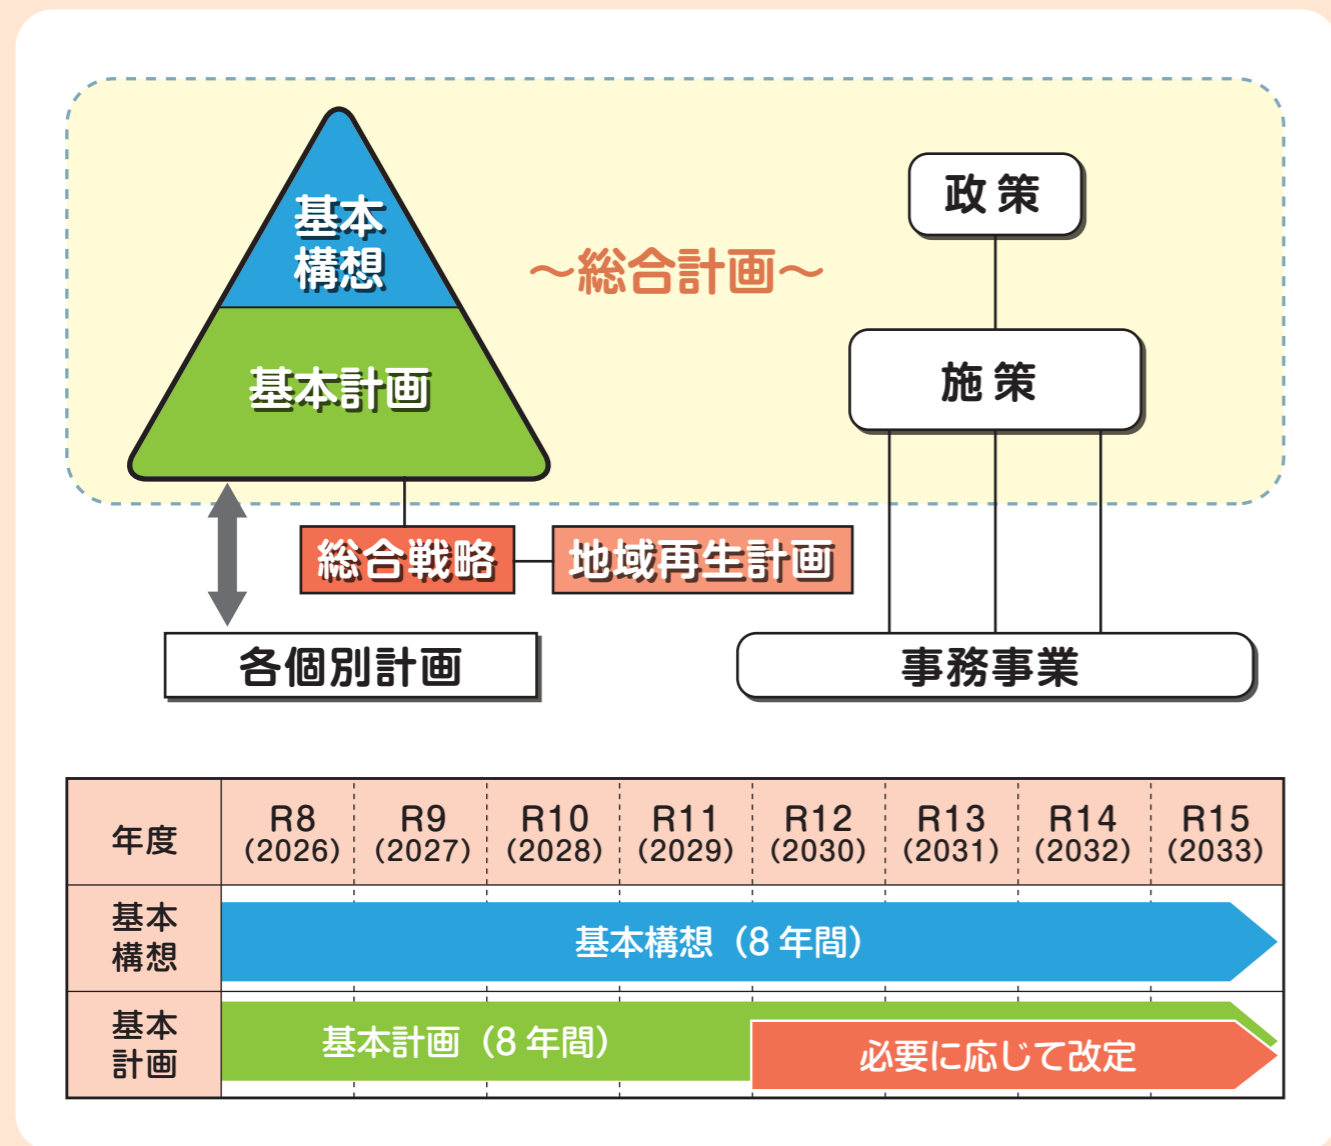 基本
構想
基本計画
～総合計画～
政策
施策
総合戦略
地域再生計画
各個別計画
事務事業
年度
R8
(2026)
R9
(2027)
R10
(2028)
R11
(2029)
R12
(2030)
R13
(2031)
R14
(2032)
R15
(2033)
基本
構想
基本構想（8年間）
基本
計画
基本計画（8年間）
必要に応じて改定